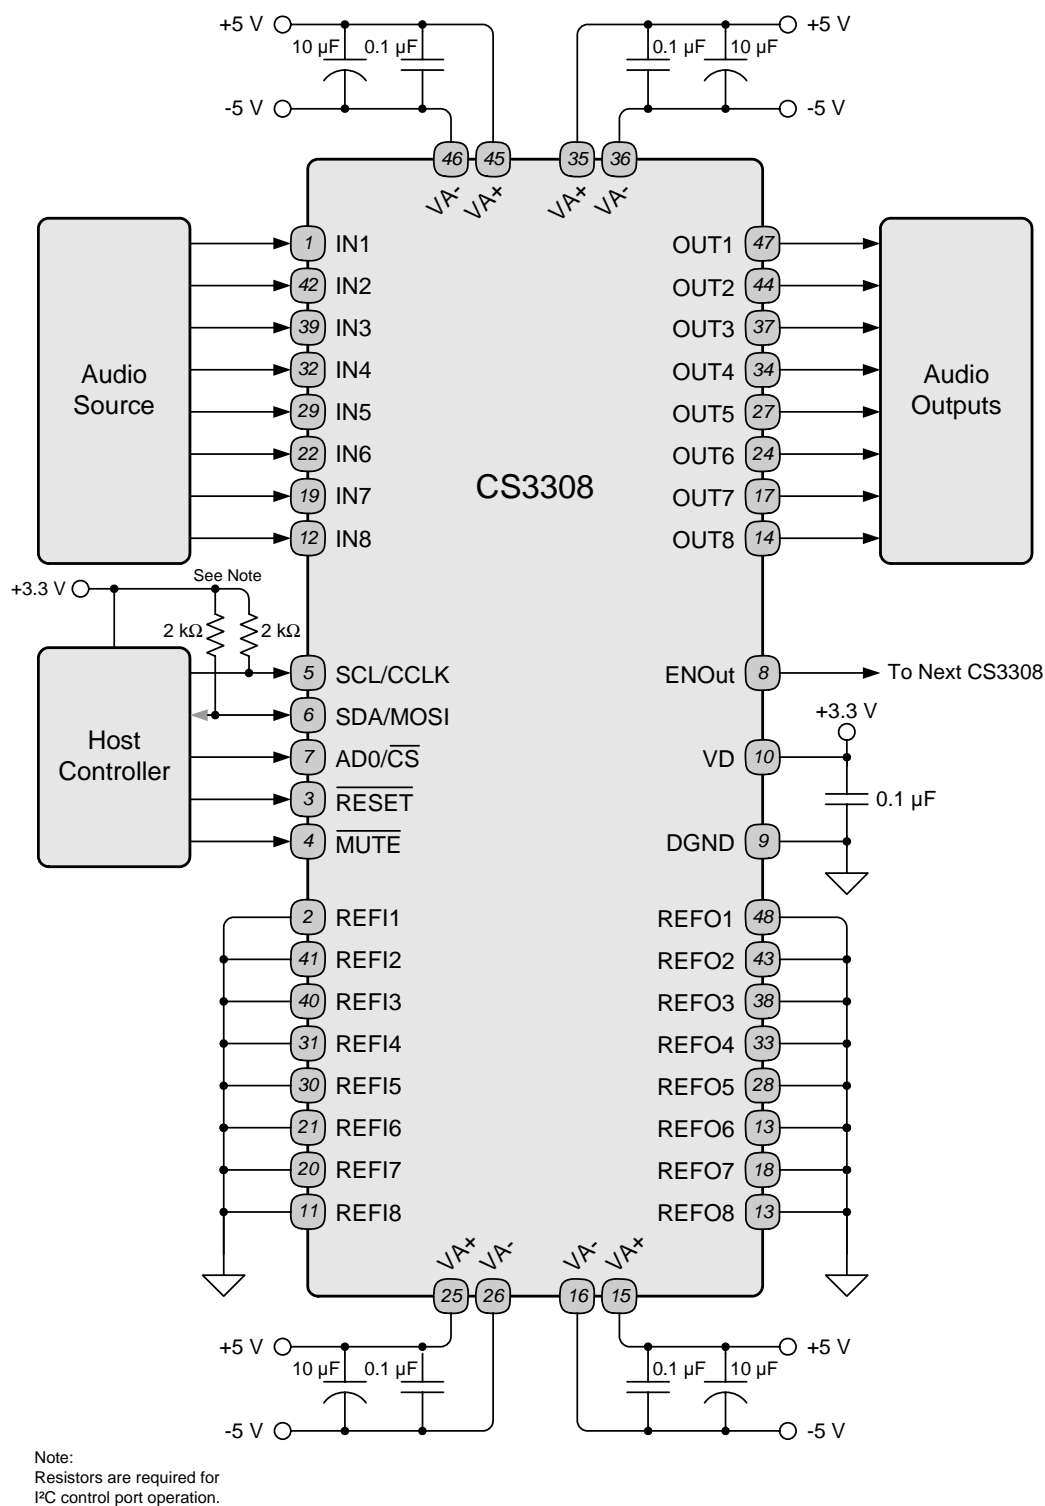 +5 V
10 µF
0.1 µF
-5 V
+5 V
0.1 µF
10 µF
-5 V
46
45
35
36
VA-
VA+
VA+
VA-
Audio
Source
1 IN1
42 IN2
39 IN3
32 IN4
29 IN5
22 IN6
19 IN7
12 IN8
CS3308
OUT1 47
OUT2 44
OUT3 37
OUT4 34
OUT5 27
OUT6 24
OUT7 17
OUT8 14
Audio
Outputs
+3.3 V
See Note
2 kΩ
2 kΩ
Host
Controller
5 SCL/CCLK
6 SDA/MOSI
7 AD0/C̅S̅
3 R̅E̅S̅E̅T̅
4 M̅U̅T̅E̅
ENOut 8
To Next CS3308
+3.3 V
VD 10
0.1 µF
DGND 9
2 REFI1
41 REFI2
40 REFI3
31 REFI4
30 REFI5
21 REFI6
20 REFI7
11 REFI8
REFO1 48
REFO2 43
REFO3 38
REFO4 33
REFO5 28
REFO6 13
REFO7 18
REFO8 13
VA+
VA-
VA-
VA+
25
26
16
15
+5 V
10 µF
0.1 µF
-5 V
+5 V
0.1 µF
10 µF
-5 V
Note:
Resistors are required for
I²C control port operation.